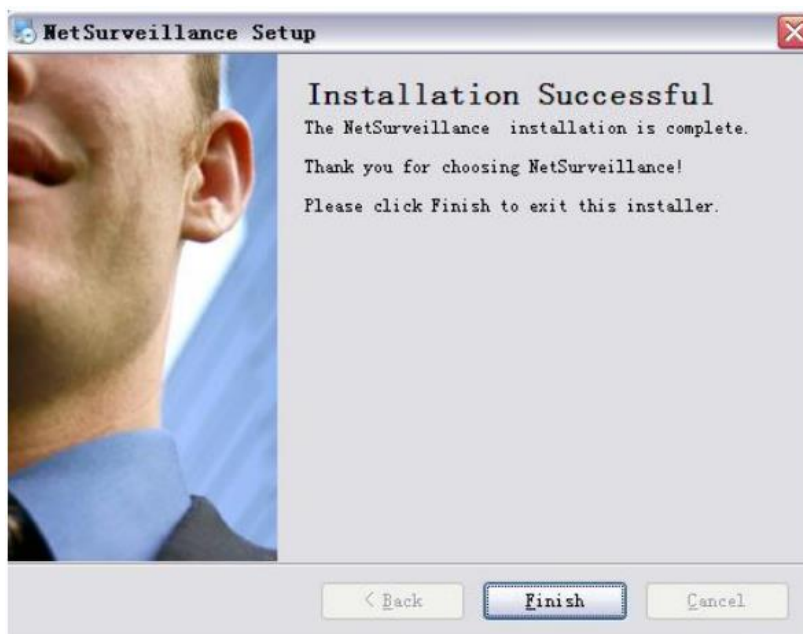 NetSurveillance Setup
Installation Successful
The NetSurveillance  installation is complete.
Thank you for choosing NetSurveillance!
Please click Finish to exit this installer.
< Back
Finish
Cancel